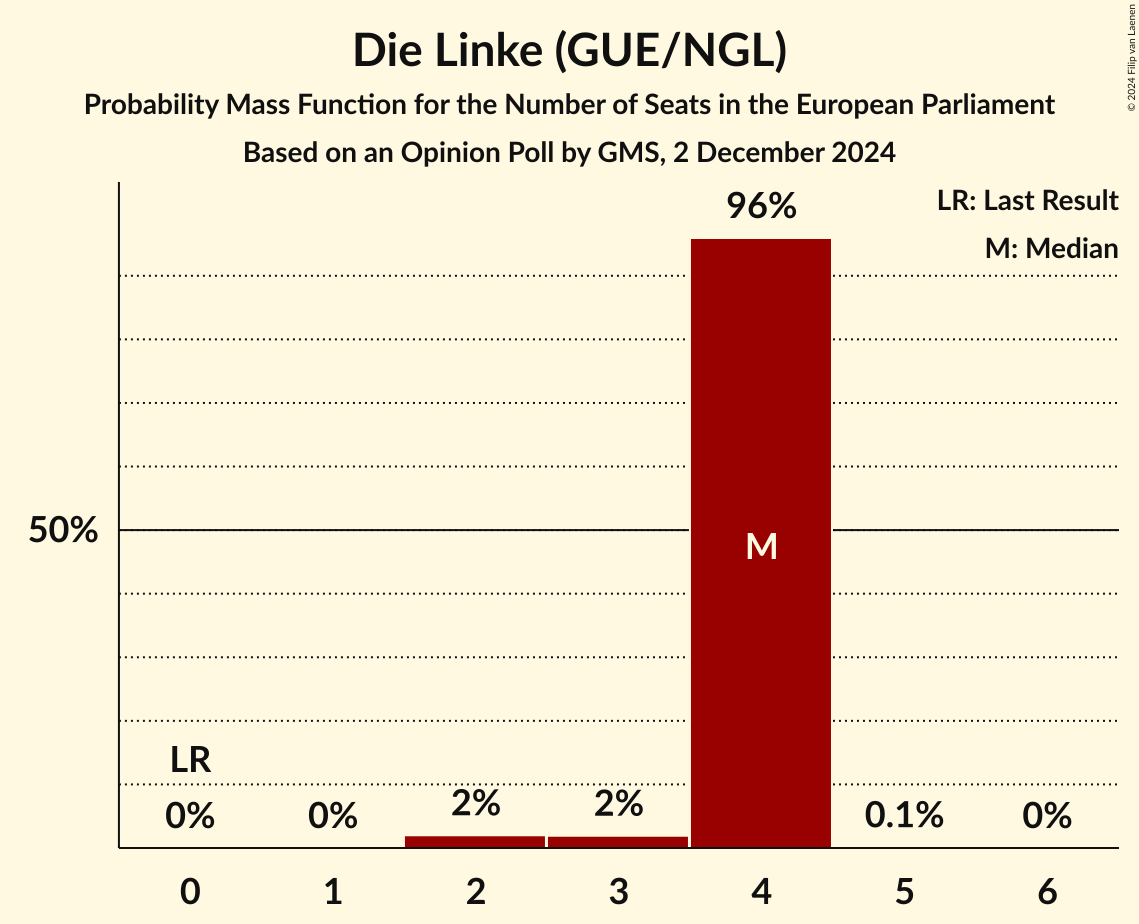 Die Linke (GUE/NGL)
Probability Mass Function for the Number of Seats in the European Parliament
Based on an Opinion Poll by GMS, 2 December 2024
© 2024 Filip van Laenen
LR: Last Result
M: Median
96%
50%
M
LR
0%
0%
2%
2%
0.1%
0%
0
1
2
3
4
5
6